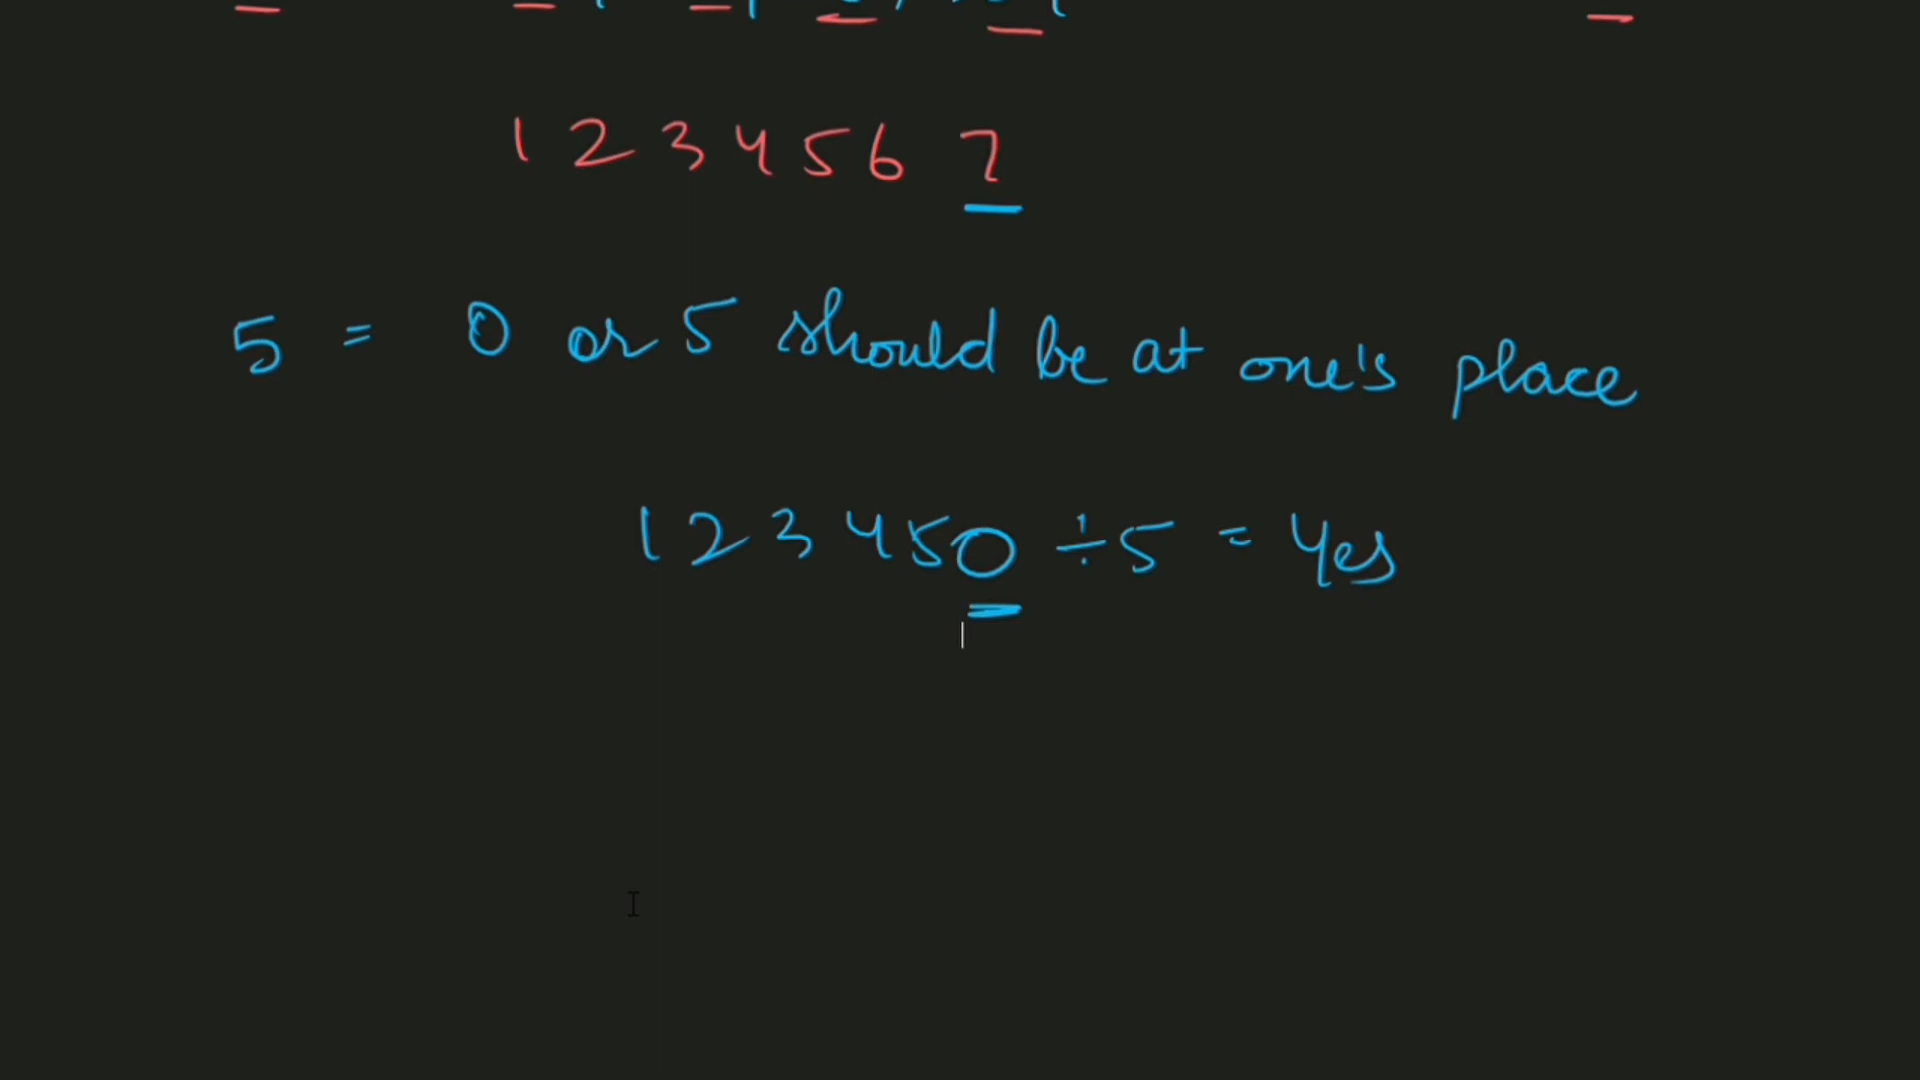 1 2 3 4 5 6 7
5 = 0 or 5 should be at one's place
1 2 3 4 5 0 ÷ 5 = Yes